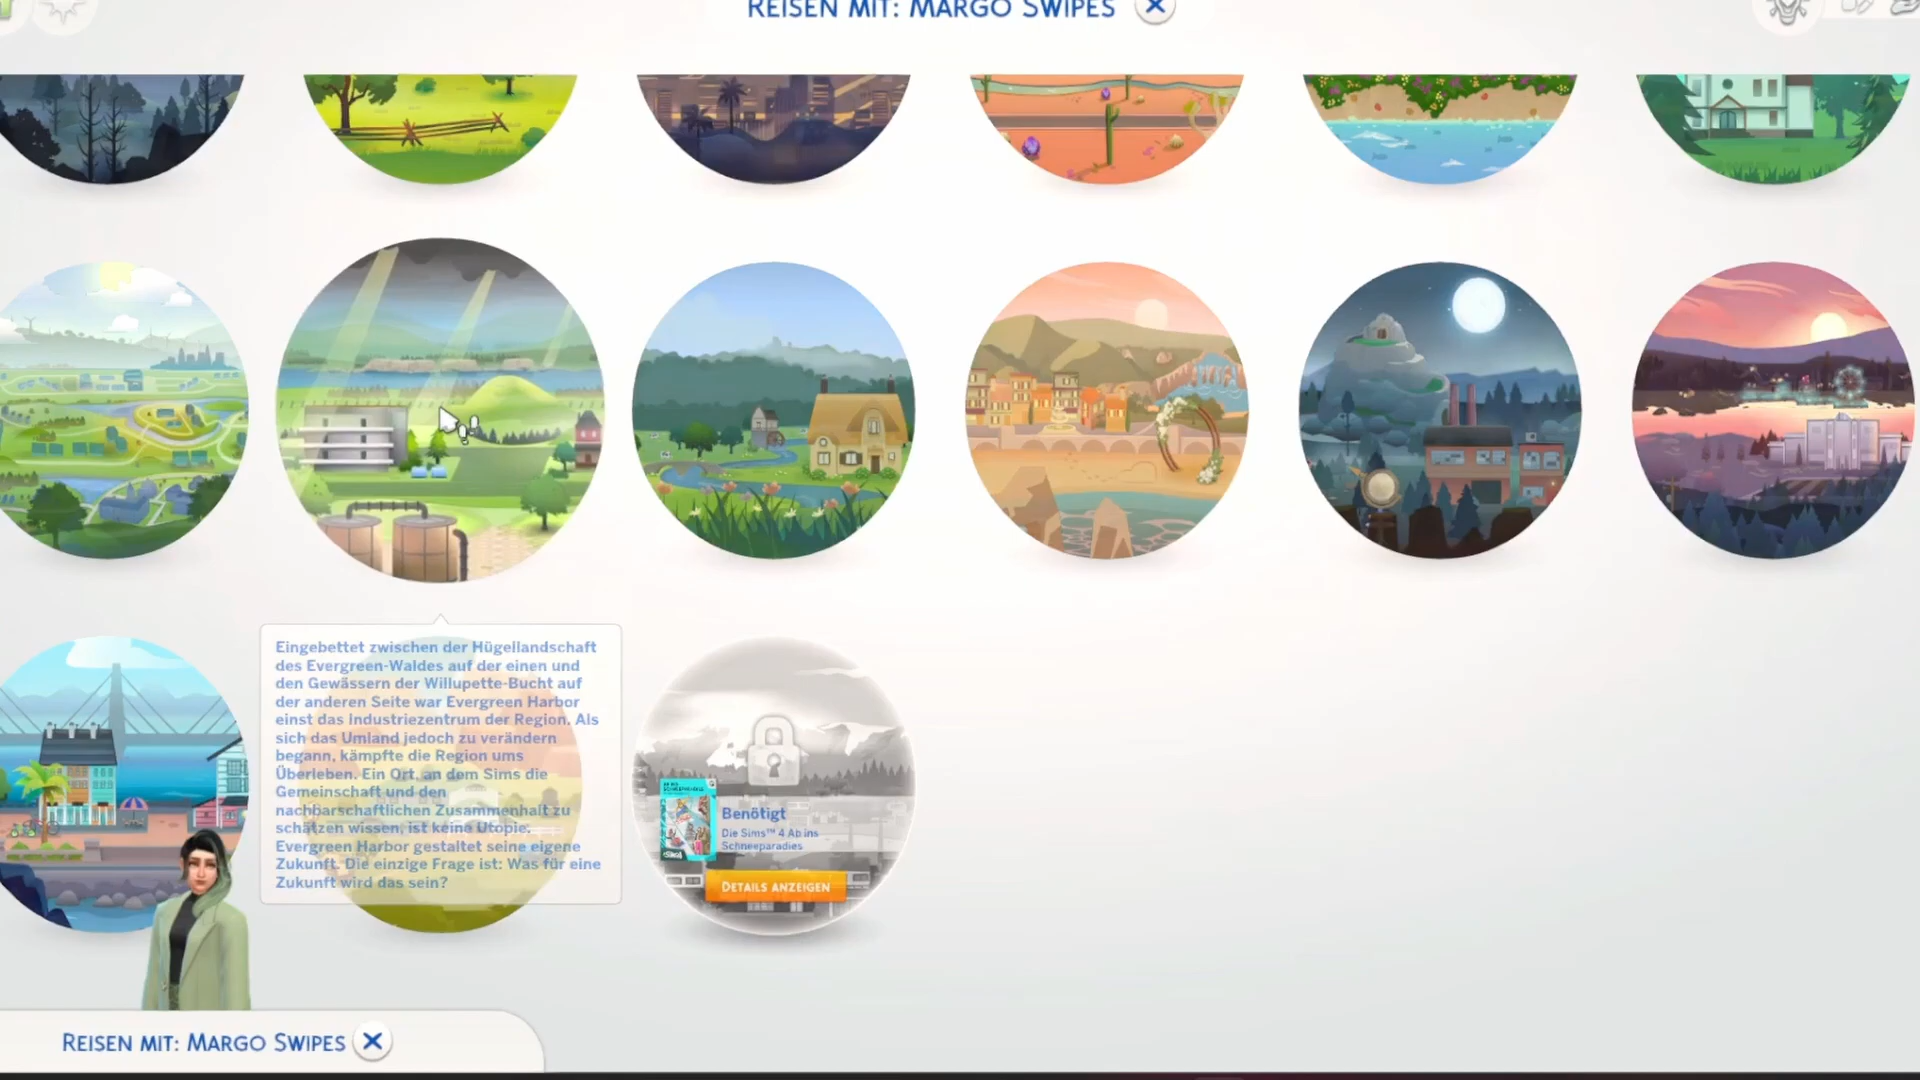 REISEN MIT: MARGO SWIPES
Eingebettet zwischen der Hügellandschaft
des Evergreen-Waldes auf der einen und
den Gewässern der Willupette-Bucht auf
der anderen Seite war Evergreen Harbor
einst das Industriezentrum der Region. Als
sich das Umland jedoch zu verändern
begann, kämpfte die Region ums
Überleben. Ein Ort, an dem Sims die
Gemeinschaft und den
nachbarschaftlichen Zusammenhalt zu
schätzen wissen, ist keine Utopie.
Evergreen Harbor gestaltet seine eigene
Zukunft. Die einzige Frage ist: Was für eine
Zukunft wird das sein?
Benötigt
Die Sims™ 4 Ab ins
Schneeparadies
DETAILS ANZEIGEN
REISEN MIT: MARGO SWIPES